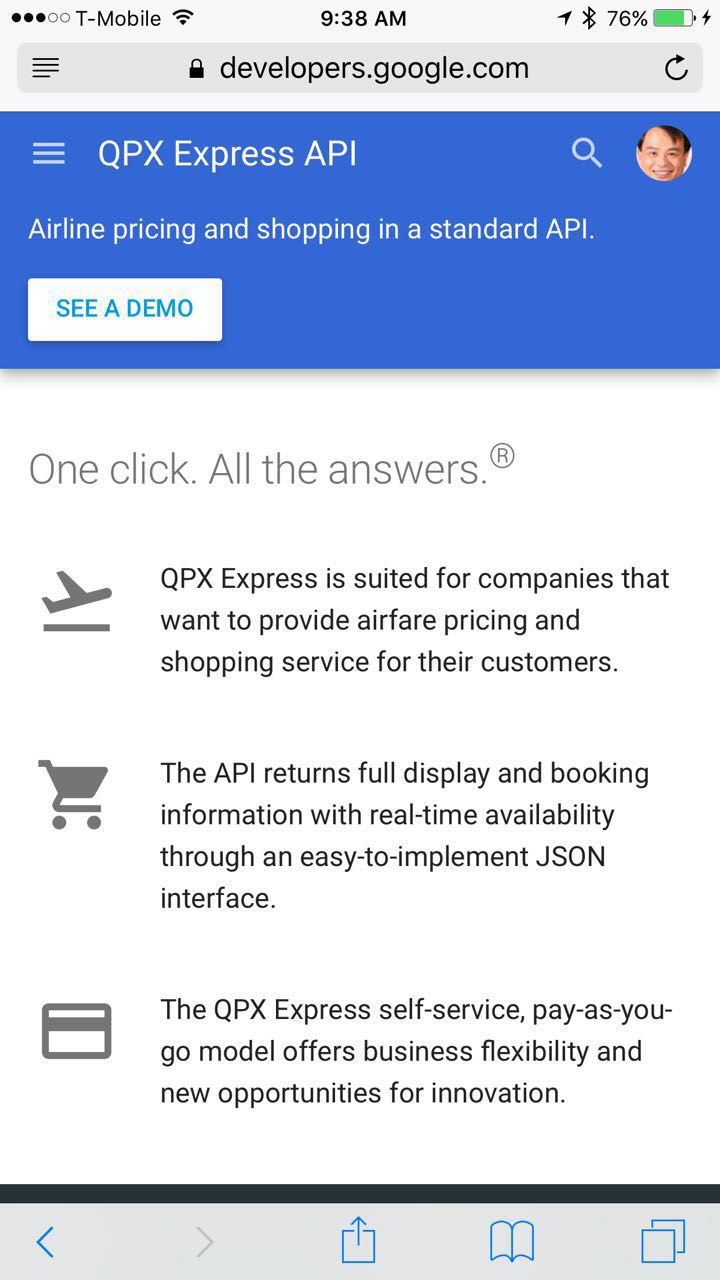 T-Mobile 9:38 AM 76%
developers.google.com
QPX Express API
Airline pricing and shopping in a standard API.
SEE A DEMO
One click. All the answers.®
QPX Express is suited for companies that
want to provide airfare pricing and
shopping service for their customers.
The API returns full display and booking
information with real-time availability
through an easy-to-implement JSON
interface.
The QPX Express self-service, pay-as-you-
go model offers business flexibility and
new opportunities for innovation.